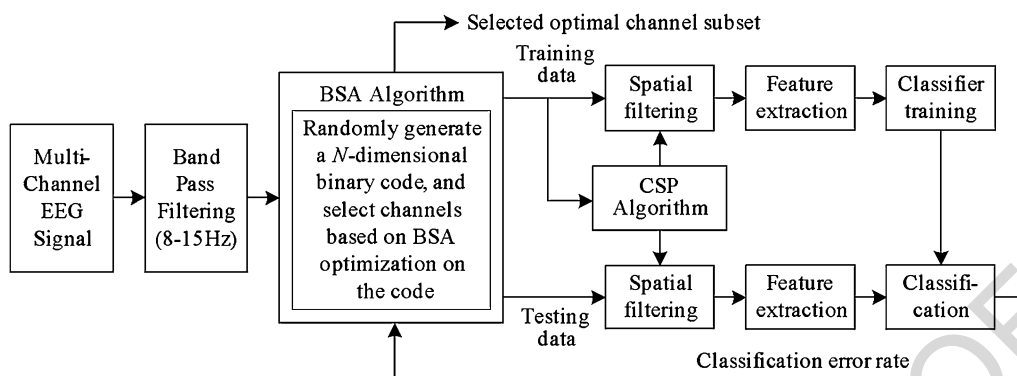 Selected optimal channel subset
Training
data
BSA Algorithm
Randomly generate
a N-dimensional
binary code, and
select channels
based on BSA
optimization on
the code
Multi-
Channel
EEG
Signal
Band
Pass
Filtering
(8-15Hz)
Spatial
filtering
Feature
extraction
Classifier
training
CSP
Algorithm
Testing
data
Spatial
filtering
Feature
extraction
Classifi-
cation
Classification error rate